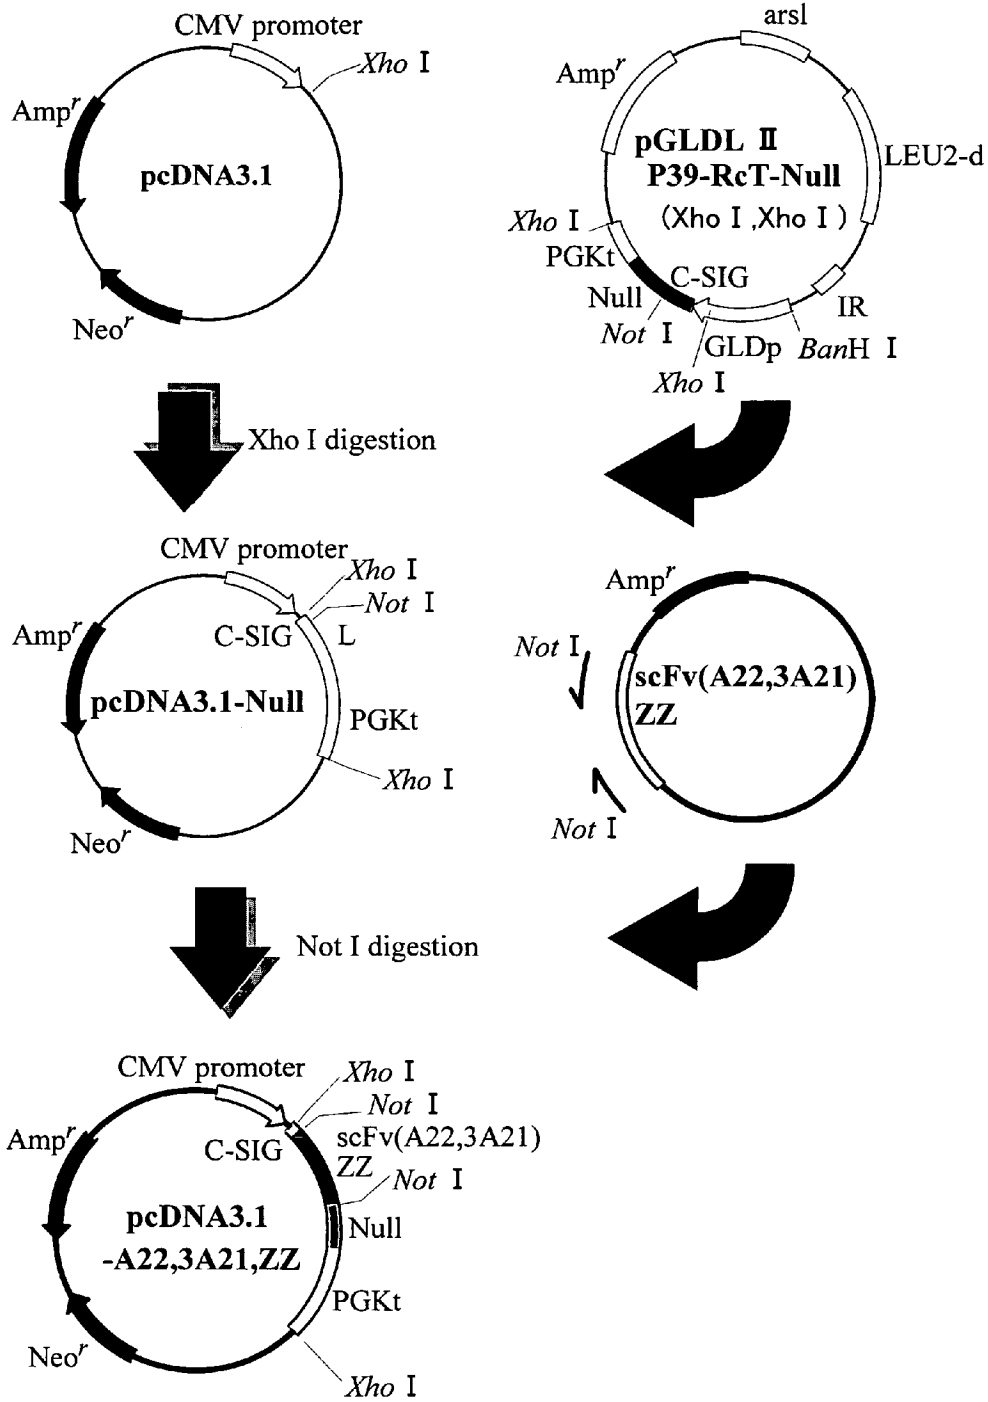 CMV promoter
Xho I
Amp^r
pcDNA3.1
Neo^r
arsl
Amp^r
pGLDL Ⅱ
P39-RcT-Null
(Xho I ,Xho I )
LEU2-d
Xho I
PGKt
C-SIG
Null
IR
Not I
GLDp
BanH I
Xho I
Xho I digestion
CMV promoter
Xho I
Not I
Amp^r
C-SIG
L
pcDNA3.1-Null
PGKt
Xho I
Neo^r
Amp^r
Not I
scFv(A22,3A21)
ZZ
Not I
Not I digestion
CMV promoter
Xho I
Not I
Amp^r
C-SIG
scFv(A22,3A21)
ZZ
Not I
pcDNA3.1
-A22,3A21,ZZ
Null
PGKt
Neo^r
Xho I